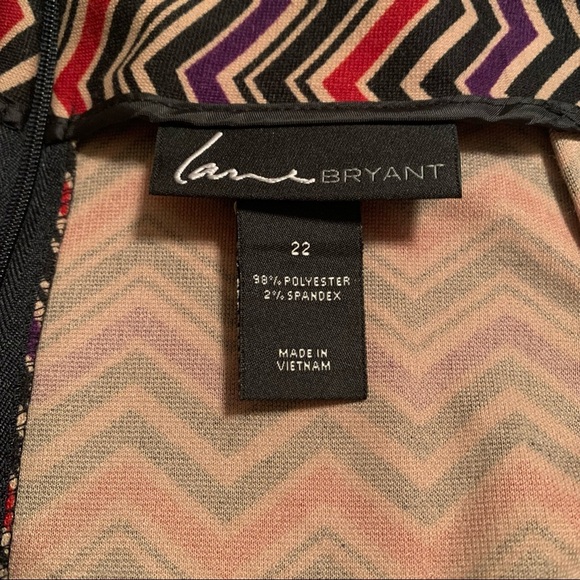 Lane BRYANT
22
98% POLYESTER
2% SPANDEX
MADE IN
VIETNAM